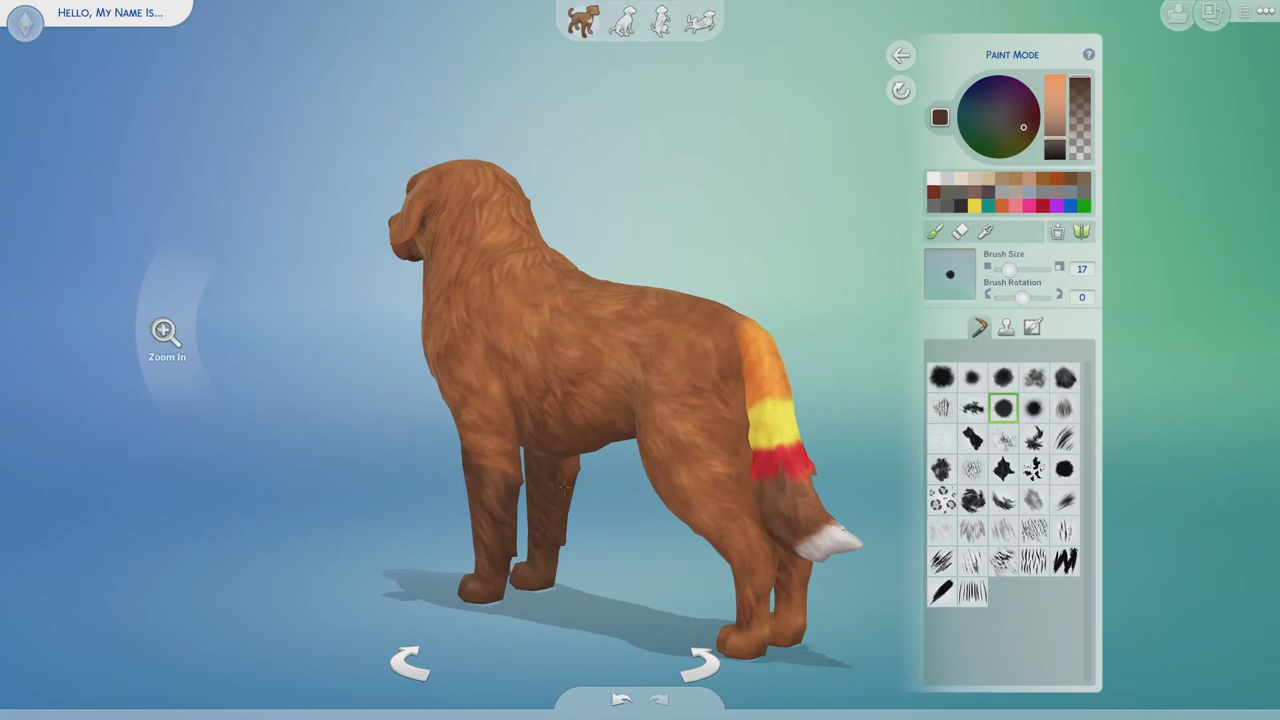 Hello, My Name Is...
Paint Mode
?
Brush Size
17
Brush Rotation
0
Zoom In